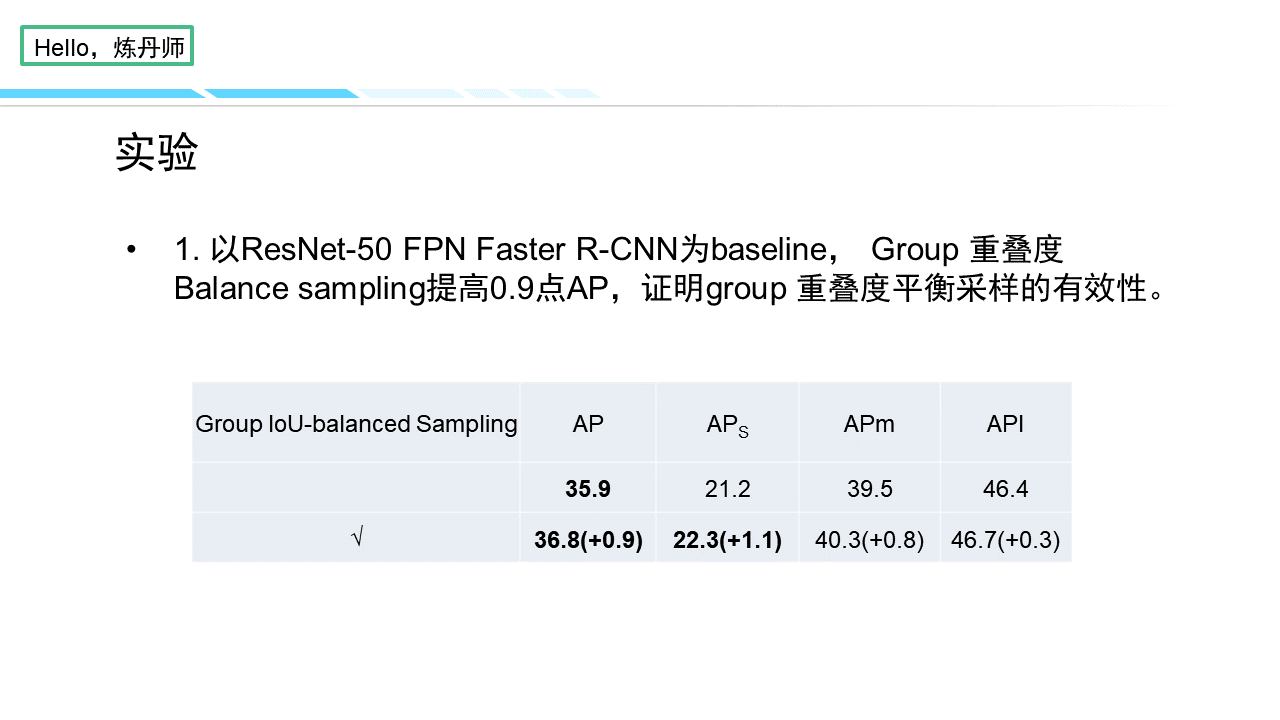 Hello，炼丹师
实验
• 1. 以ResNet-50 FPN Faster R-CNN为baseline， Group 重叠度
Balance sampling提高0.9点AP，证明group 重叠度平衡采样的有效性。
Group IoU-balanced Sampling AP APS APm APl
35.9 21.2 39.5 46.4
√ 36.8(+0.9) 22.3(+1.1) 40.3(+0.8) 46.7(+0.3)